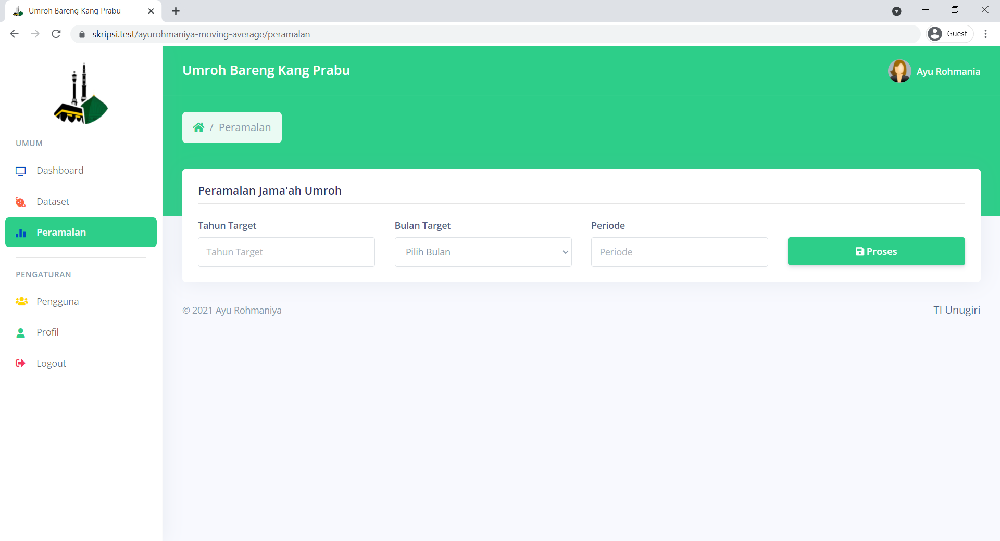 Umroh Bareng Kang Prabu
skripsi.test/ayurohmaniya-moving-average/peramalan
Guest
Umroh Bareng Kang Prabu
Ayu Rohmania
/ Peramalan
UMUM
Dashboard
Dataset
Peramalan
PENGATURAN
Pengguna
Profil
Logout
Peramalan Jama'ah Umroh
Tahun Target
Bulan Target
Periode
Tahun Target
Pilih Bulan
Periode
Proses
© 2021 Ayu Rohmaniya
TI Unugiri